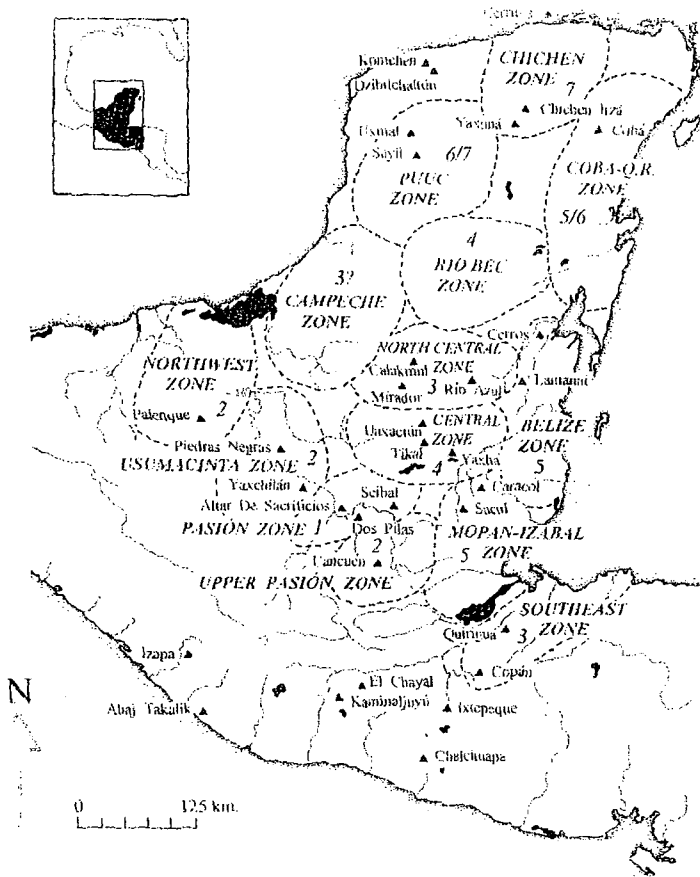 Komchen
Dzibilchaltún
CHICHEN
ZONE
7
Chichen Itzá
Yaxuná
Cobá
Uxmal
Sayil
6/7
PUUC
ZONE
COBA-Q.R.
ZONE
5/6
4
RIO BEC
ZONE
3?
CAMPECHE
ZONE
Cerros
NORTH CENTRAL
ZONE
Calakmul
3
Mirador
Rio Azul
Lamanai
NORTHWEST
ZONE
2
Palenque
Uaxactún
CENTRAL
ZONE
Tikal
4
Yaxha
BELIZE
ZONE
5
Piedras Negras
USUMACINTA ZONE
2
Yaxchilán
Caracol
Altar De Sacrificios
Seibal
Sacul
PASIÓN ZONE
1
Dos Pilas
MOPAN-IZABAL
ZONE
5
2
Cancuen
UPPER PASIÓN ZONE
SOUTHEAST
ZONE
3
Quirigua
Copán
Izapa
N
Abaj Takalik
El Chayal
Kaminaljuyú
Ixtepeque
Chalchuapa
0
125 km.